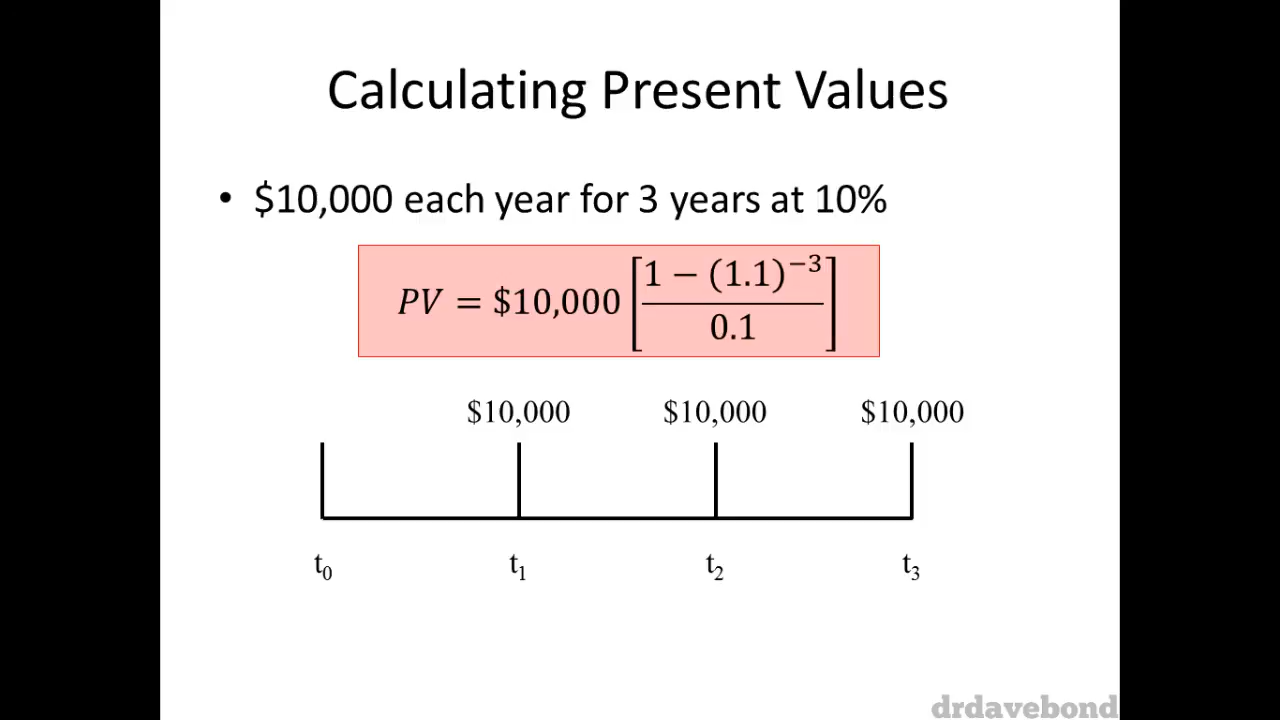 Calculating Present Values
• $10,000 each year for 3 years at 10%
PV = $10,000 [(1 − (1.1)⁻³) / 0.1]
$10,000 $10,000 $10,000
t₀ t₁ t₂ t₃
drdavebond